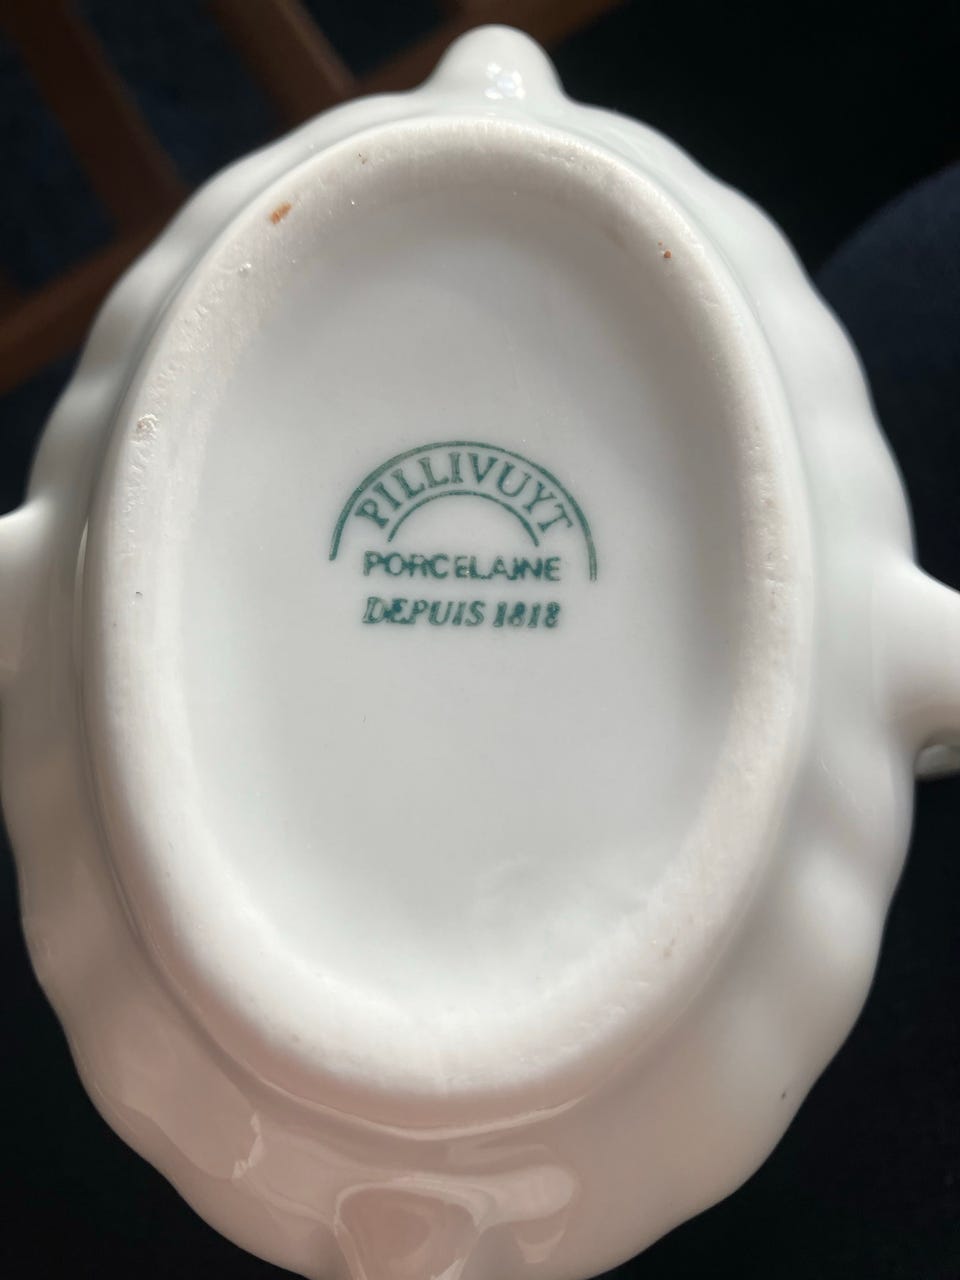 PILLIVUYT
PORCELAINE
DEPUIS 1818